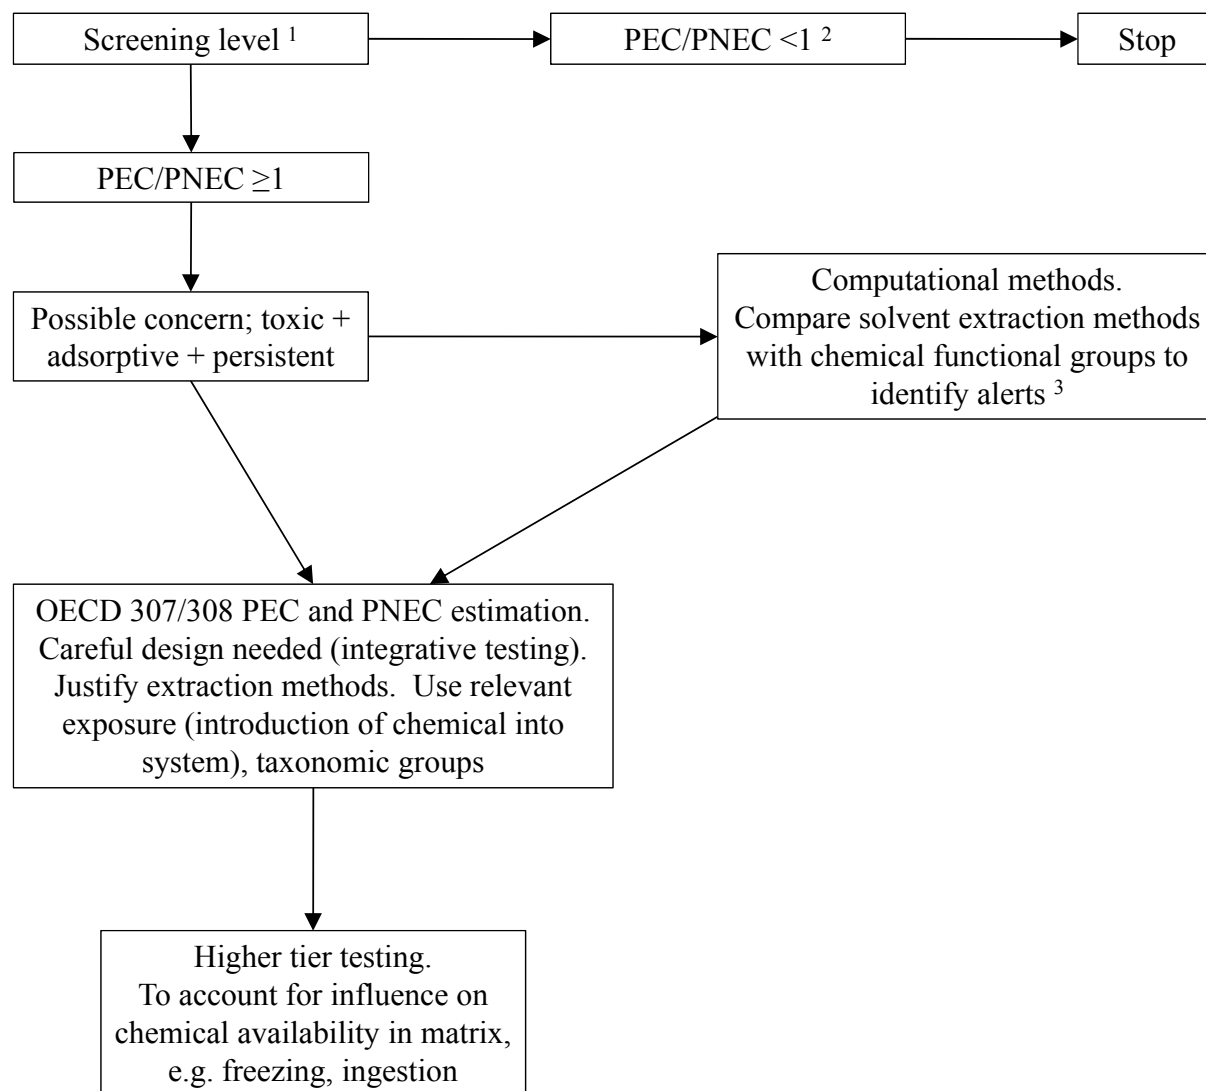 Screening level ¹
PEC/PNEC <1 ²
Stop
PEC/PNEC ≥1
Possible concern; toxic +
adsorptive + persistent
Computational methods.
Compare solvent extraction methods
with chemical functional groups to
identify alerts ³
OECD 307/308 PEC and PNEC estimation.
Careful design needed (integrative testing).
Justify extraction methods.  Use relevant
exposure (introduction of chemical into
system), taxonomic groups
Higher tier testing.
To account for influence on
chemical availability in matrix,
e.g. freezing, ingestion